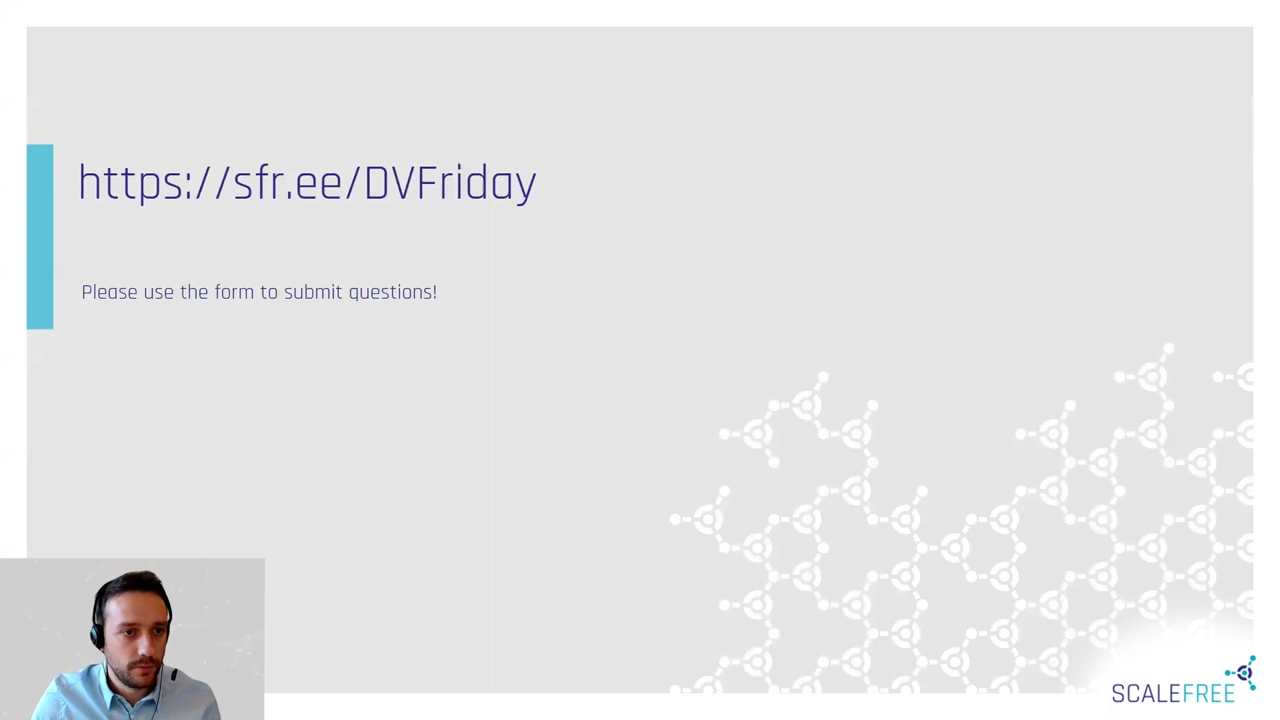 https://sfr.ee/DVFriday
Please use the form to submit questions!
SCALEFREE